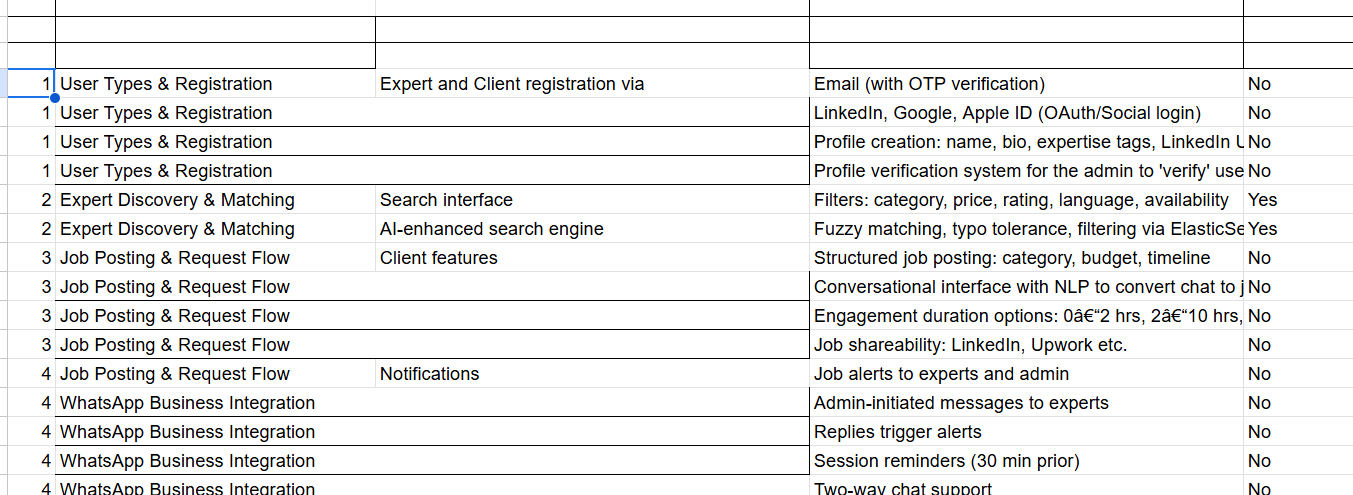 1 User Types & Registration Expert and Client registration via Email (with OTP verification) No
1 User Types & Registration LinkedIn, Google, Apple ID (OAuth/Social login) No
1 User Types & Registration Profile creation: name, bio, expertise tags, LinkedIn No
1 User Types & Registration Profile verification system for the admin to 'verify' use No
2 Expert Discovery & Matching Search interface Filters: category, price, rating, language, availability Yes
2 Expert Discovery & Matching AI-enhanced search engine Fuzzy matching, typo tolerance, filtering via ElasticSe Yes
3 Job Posting & Request Flow Client features Structured job posting: category, budget, timeline No
3 Job Posting & Request Flow Conversational interface with NLP to convert chat to j No
3 Job Posting & Request Flow Engagement duration options: 0â€“2 hrs, 2â€“10 hrs, No
3 Job Posting & Request Flow Job shareability: LinkedIn, Upwork etc. No
4 Job Posting & Request Flow Notifications Job alerts to experts and admin No
4 WhatsApp Business Integration Admin-initiated messages to experts No
4 WhatsApp Business Integration Replies trigger alerts No
4 WhatsApp Business Integration Session reminders (30 min prior) No
4 WhatsApp Business Integration Two-way chat support No